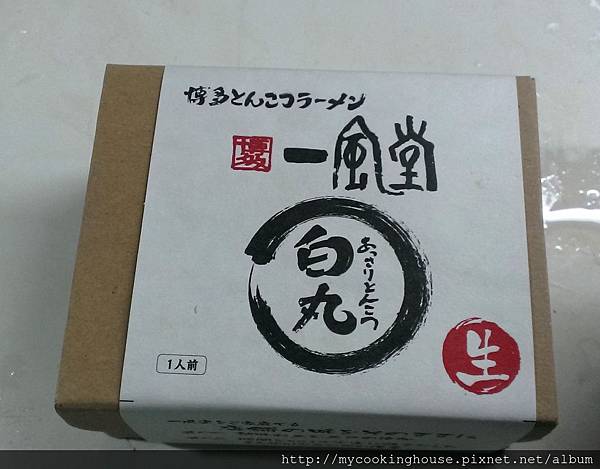 博多とんこつラーメン
博多 一風堂
白丸
あっさりとんこつ
生
1人前
http://mycookinghouse.pixnet.net/album